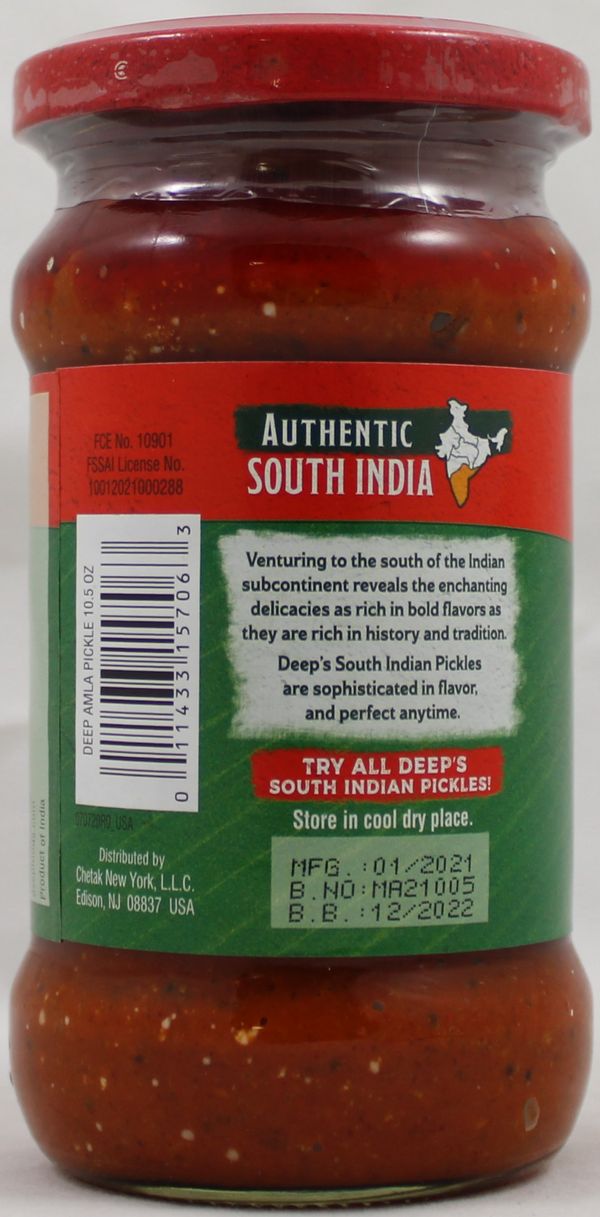 FCE No. 10901
FSSAI License No.
10012021000288
DEEP AMLA PICKLE 10.5 OZ
0 11433 15706 3
070720R0_USA
Product of India
Distributed by
Chetak New York, L.L.C.
Edison, NJ 08837 USA
AUTHENTIC
SOUTH INDIA
Venturing to the south of the Indian
subcontinent reveals the enchanting
delicacies as rich in bold flavors as
they are rich in history and tradition.
Deep's South Indian Pickles
are sophisticated in flavor,
and perfect anytime.
TRY ALL DEEP'S
SOUTH INDIAN PICKLES!
Store in cool dry place.
MFG.:01/2021
B.NO:MA21005
B.B.:12/2022